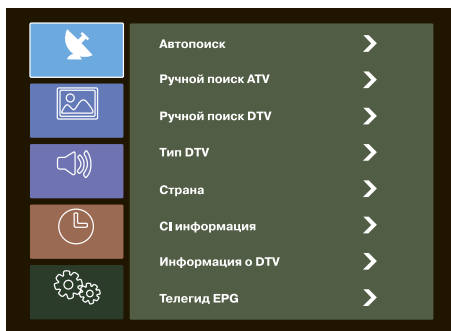 Автопоиск
Ручной поиск ATV
Ручной поиск DTV
Тип DTV
Страна
CI информация
Информация о DTV
Телегид EPG